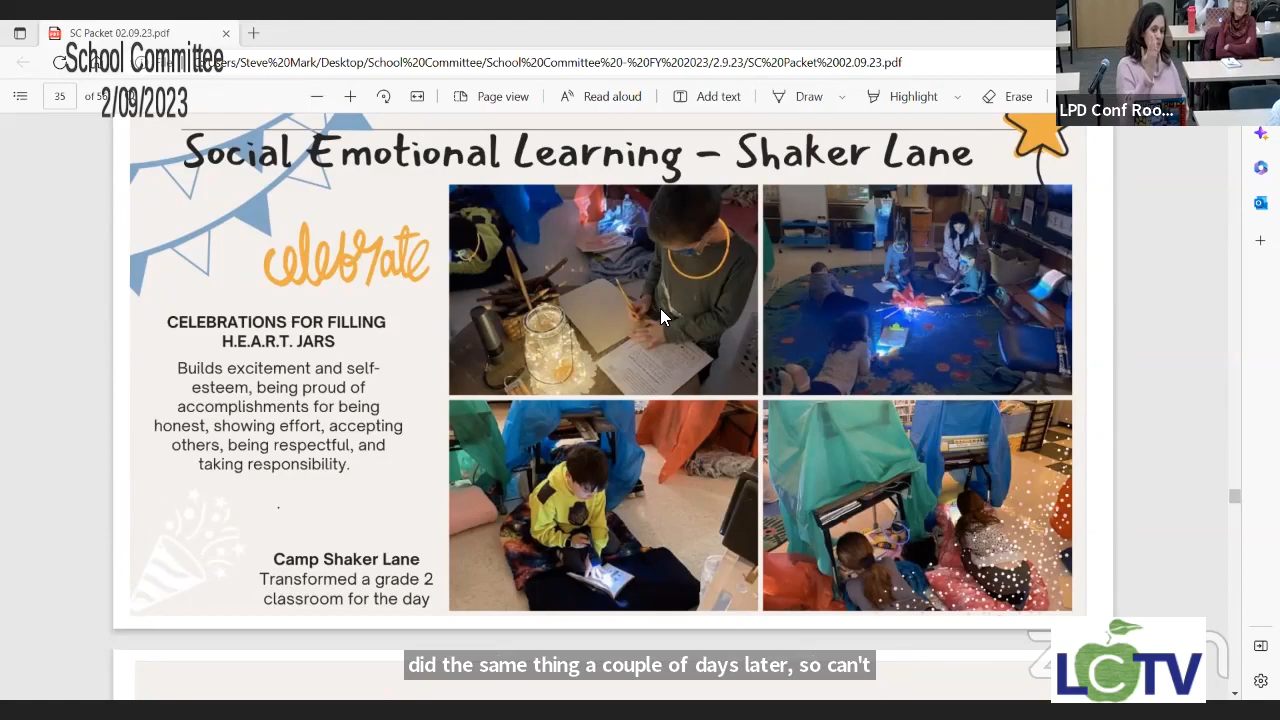 SC Packet 02.09.23.pdf
School Committee
2/09/2023
ers/Steve%20Mark/Desktop/School%20Committee/School%20Committee%20-%20FY%202023/2.9.23/SC%20Packet%2002.09.23.pdf
35
Page view
Read aloud
Add text
Draw
Highlight
Erase
LPD Conf Roo...
Social Emotional Learning – Shaker Lane
celebrate
CELEBRATIONS FOR FILLING
H.E.A.R.T. JARS
Builds excitement and self-
esteem, being proud of
accomplishments for being
honest, showing effort, accepting
others, being respectful, and
taking responsibility.
Camp Shaker Lane
Transformed a grade 2
classroom for the day
did the same thing a couple of days later, so can't
LCTV